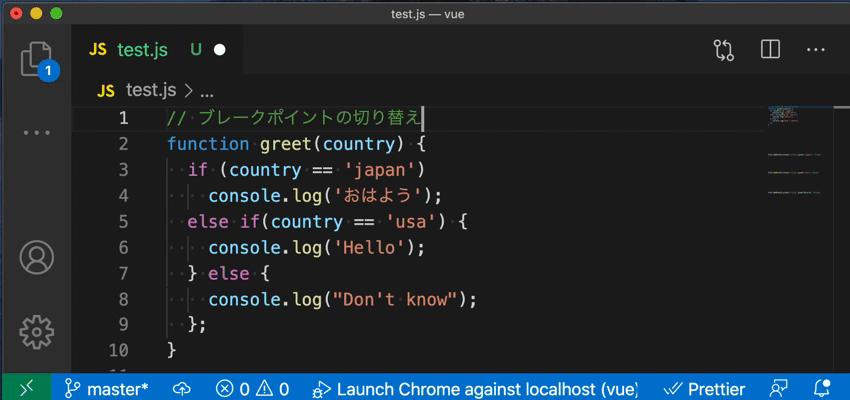 test.js — vue
JS test.js U
1
JS test.js > ...
1 // ブレークポイントの切り替え
2 function greet(country) {
3 if (country == 'japan')
4 console.log('おはよう');
5 else if(country == 'usa') {
6 console.log('Hello');
7 } else {
8 console.log("Don't know");
9 };
10 }
master* 0 0 Launch Chrome against localhost (vue) Prettier